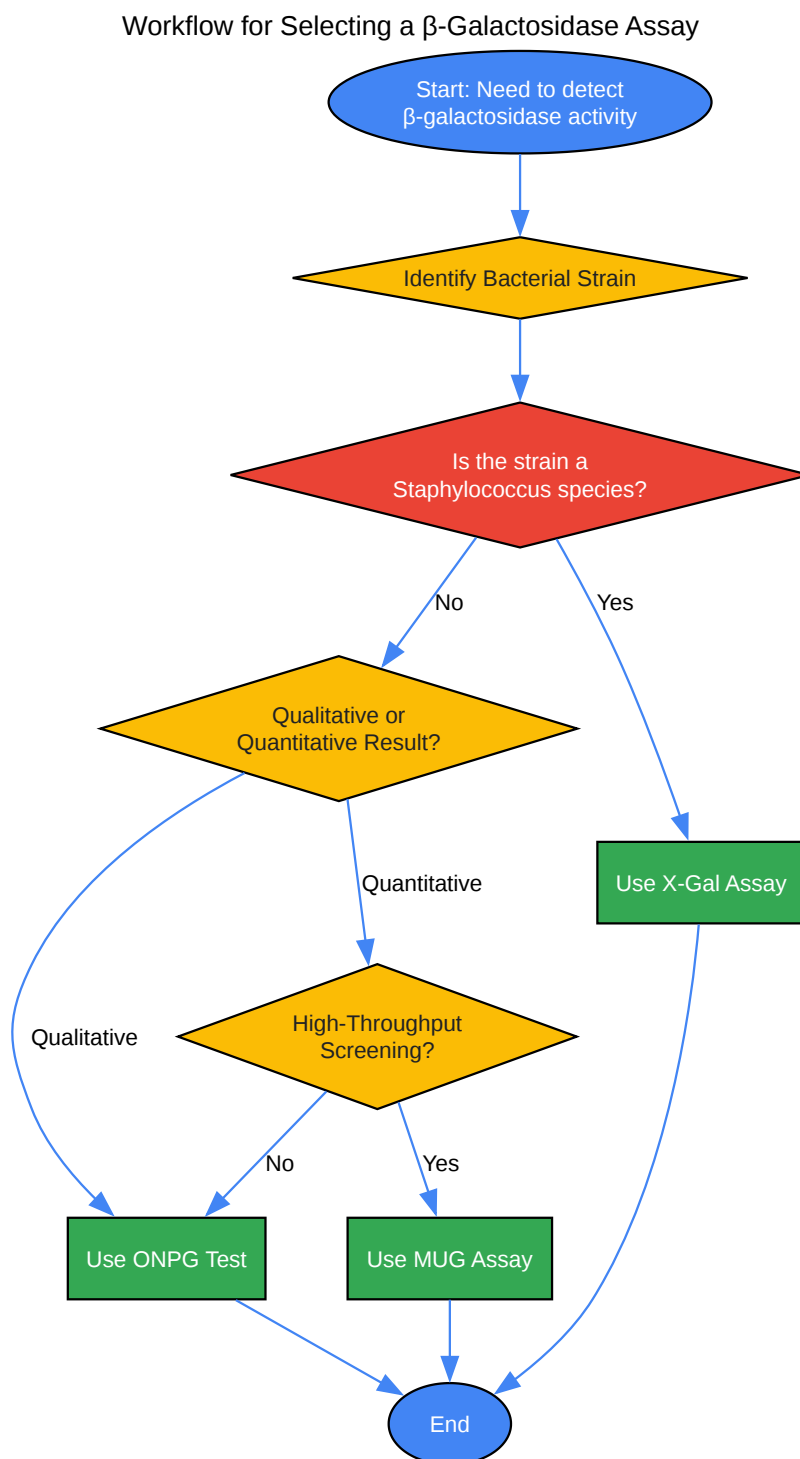 Workflow for Selecting a β-Galactosidase Assay
Start: Need to detect
β-galactosidase activity
Identify Bacterial Strain
Is the strain a
Staphylococcus species?
No
Yes
Qualitative or
Quantitative Result?
Quantitative
Use X-Gal Assay
High-Throughput
Screening?
Qualitative
No
Yes
Use ONPG Test
Use MUG Assay
End